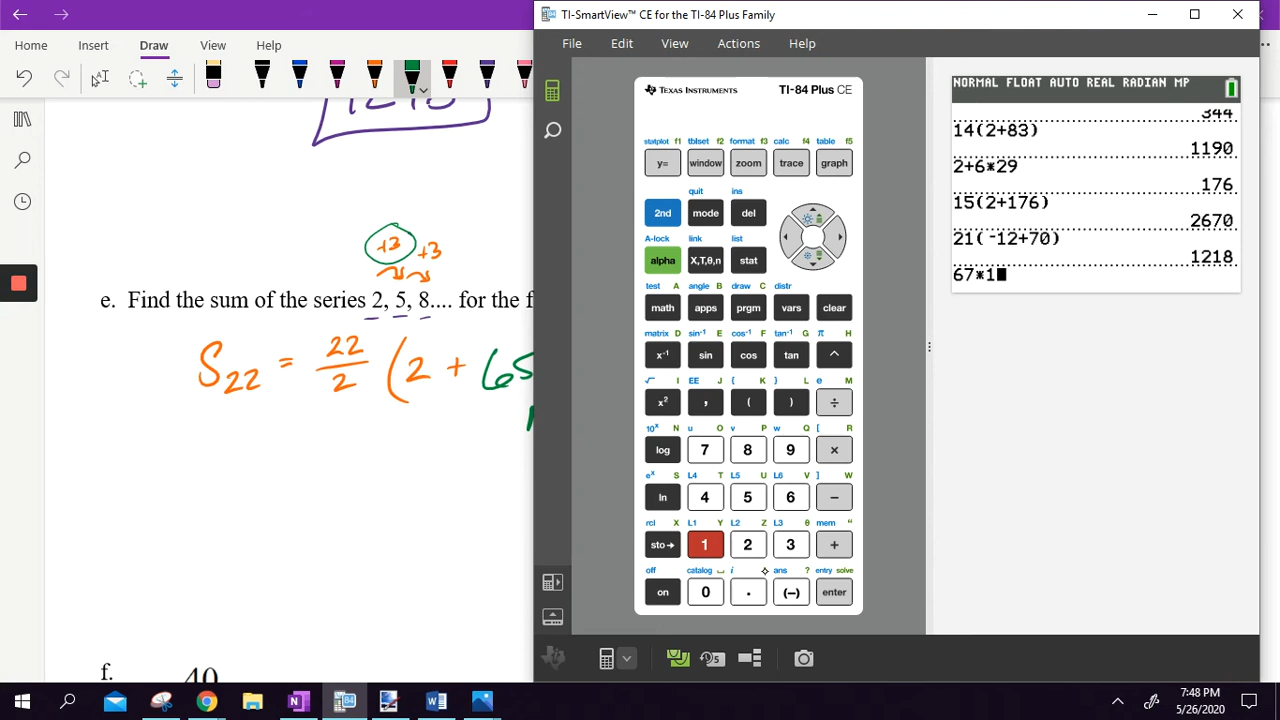 TI-SmartView™ CE for the TI-84 Plus Family
Home Insert Draw View Help
File Edit View Actions Help
TEXAS INSTRUMENTS TI-84 Plus CE
statplot f1 tblset f2 format f3 calc f4 table f5
y= window zoom trace graph
quit ins
2nd mode del
A-lock link list
alpha X,T,θ,n stat
test A angle B draw C distr
math apps prgm vars clear
matrix D sin⁻¹ E cos⁻¹ F tan⁻¹ G π H
x⁻¹ sin cos tan ^
√ I EE J { K } L e M
x² , ( ) ÷
10ˣ N u O v P w Q [ R
log 7 8 9 ×
eˣ S L4 T L5 U L6 V ] W
ln 4 5 6 −
rcl X L1 Y L2 Z L3 θ mem "
sto→ 1 2 3 +
off catalog i : ans ? entry solve
on 0 . (−) enter
NORMAL FLOAT AUTO REAL RADIAN MP
344
14(2+83)
1190
2+6*29
176
15(2+176)
2670
21(-12+70)
1218
67*1
+3 +3
e. Find the sum of the series 2, 5, 8.... for the f
S22 = 22/2 (2 + 65
f.
40
7:48 PM
5/26/2020